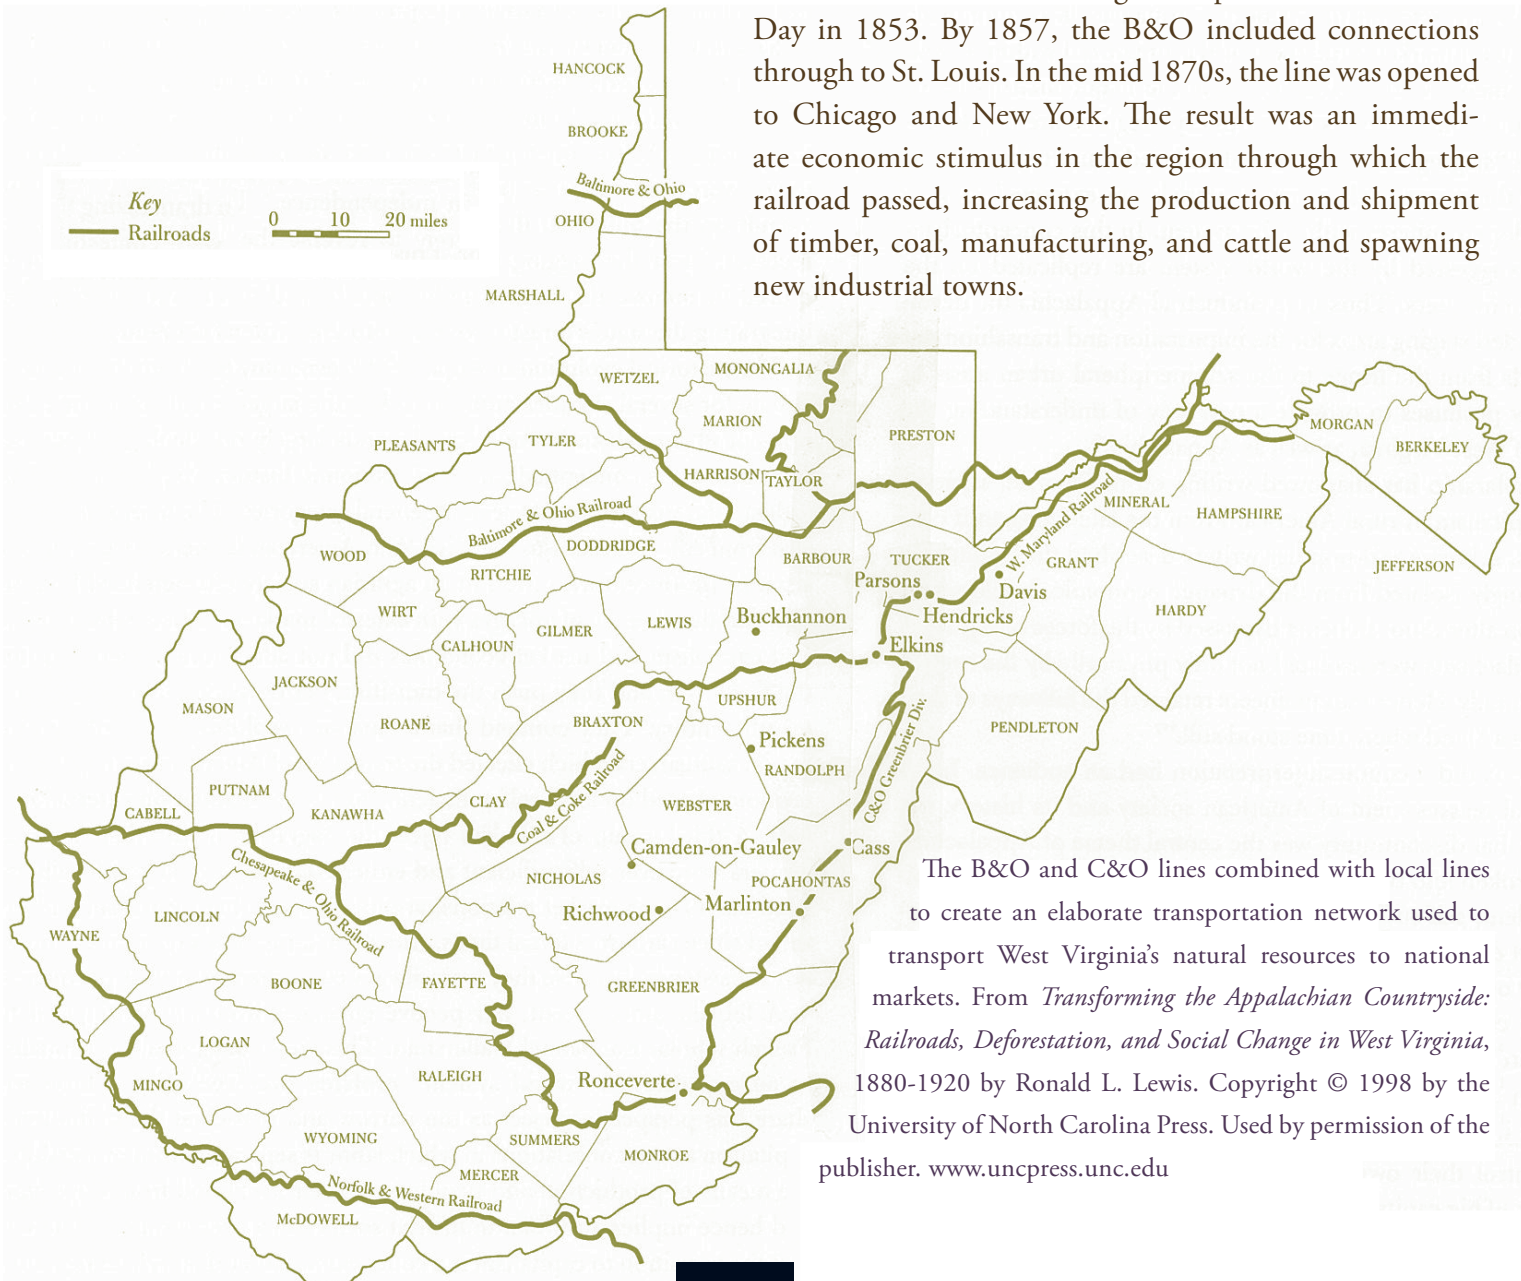 Day in 1853. By 1857, the B&O included connections
through to St. Louis. In the mid 1870s, the line was opened
to Chicago and New York. The result was an immedi-
ate economic stimulus in the region through which the
railroad passed, increasing the production and shipment
of timber, coal, manufacturing, and cattle and spawning
new industrial towns.
HANCOCK
BROOKE
Baltimore & Ohio
OHIO
Key
Railroads
0 10 20 miles
MARSHALL
WETZEL
MONONGALIA
MARION
PRESTON
MORGAN
BERKELEY
PLEASANTS
TYLER
HARRISON
TAYLOR
MINERAL
HAMPSHIRE
Baltimore & Ohio Railroad
W. Maryland Railroad
WOOD
DODDRIDGE
BARBOUR
TUCKER
GRANT
JEFFERSON
RITCHIE
Parsons
Davis
WIRT
HARDY
Buckhannon
Hendricks
GILMER
LEWIS
CALHOUN
Elkins
JACKSON
MASON
ROANE
BRAXTON
UPSHUR
PENDLETON
Pickens
RANDOLPH
C&O Greenbrier Div.
PUTNAM
CABELL
KANAWHA
CLAY
Coal & Coke Railroad
WEBSTER
Camden-on-Gauley
Cass
Chesapeake & Ohio Railroad
NICHOLAS
POCAHONTAS
Marlinton
LINCOLN
Richwood
WAYNE
BOONE
FAYETTE
GREENBRIER
LOGAN
MINGO
RALEIGH
Ronceverte
WYOMING
SUMMERS
MONROE
MERCER
Norfolk & Western Railroad
McDOWELL
The B&O and C&O lines combined with local lines
to create an elaborate transportation network used to
transport West Virginia's natural resources to national
markets. From Transforming the Appalachian Countryside:
Railroads, Deforestation, and Social Change in West Virginia,
1880-1920 by Ronald L. Lewis. Copyright © 1998 by the
University of North Carolina Press. Used by permission of the
publisher. www.uncpress.unc.edu